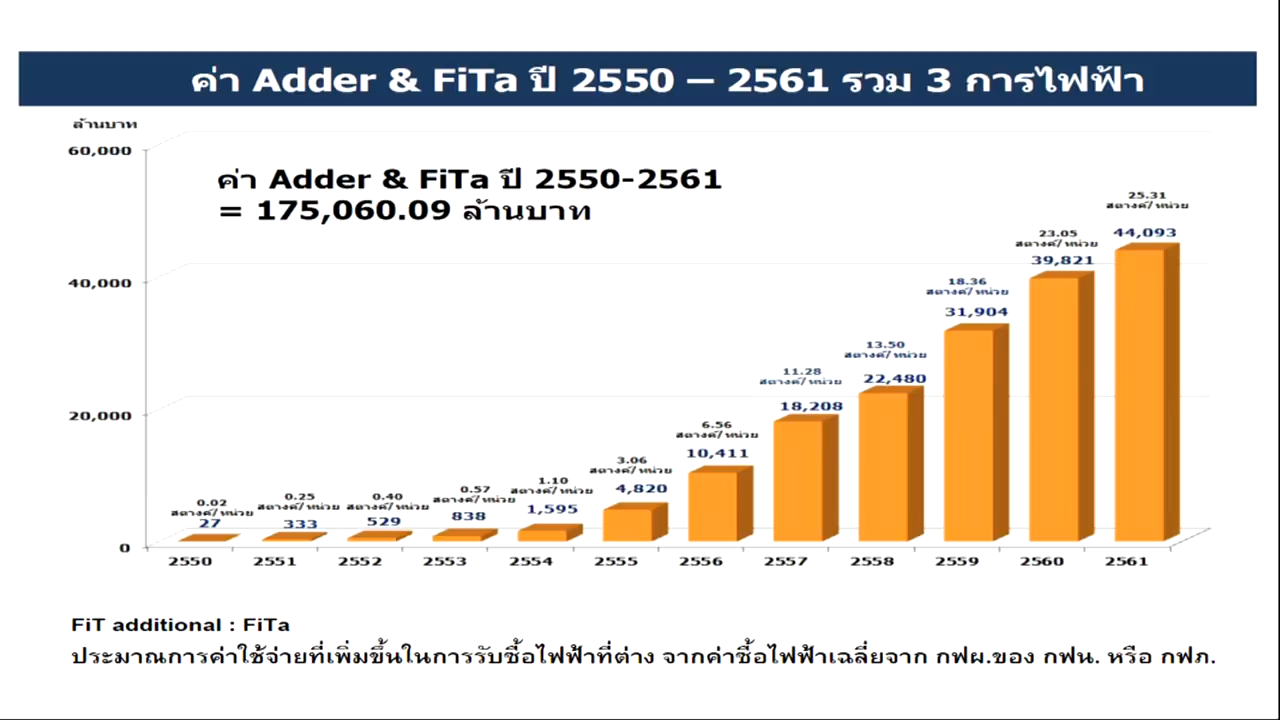 ค่า Adder & FiTa ปี 2550 – 2561 รวม 3 การไฟฟ้า
ล้านบาท
ค่า Adder & FiTa ปี 2550-2561
= 175,060.09 ล้านบาท
60,000
40,000
20,000
0
0.02
สตางค์/หน่วย
27
0.25
สตางค์/หน่วย
333
0.40
สตางค์/หน่วย
529
0.57
สตางค์/หน่วย
838
1.10
สตางค์/หน่วย
1,595
3.06
สตางค์/หน่วย
4,820
6.56
สตางค์/หน่วย
10,411
11.28
สตางค์/หน่วย
18,208
13.50
สตางค์/หน่วย
22,480
18.36
สตางค์/หน่วย
31,904
23.05
สตางค์/หน่วย
39,821
25.31
สตางค์/หน่วย
44,093
2550 2551 2552 2553 2554 2555 2556 2557 2558 2559 2560 2561
FiT additional : FiTa
ประมาณการค่าใช้จ่ายที่เพิ่มขึ้นในการรับซื้อไฟฟ้าที่ต่าง จากค่าซื้อไฟฟ้าเฉลี่ยจาก กฟผ.ของ กฟน. หรือ กฟภ.